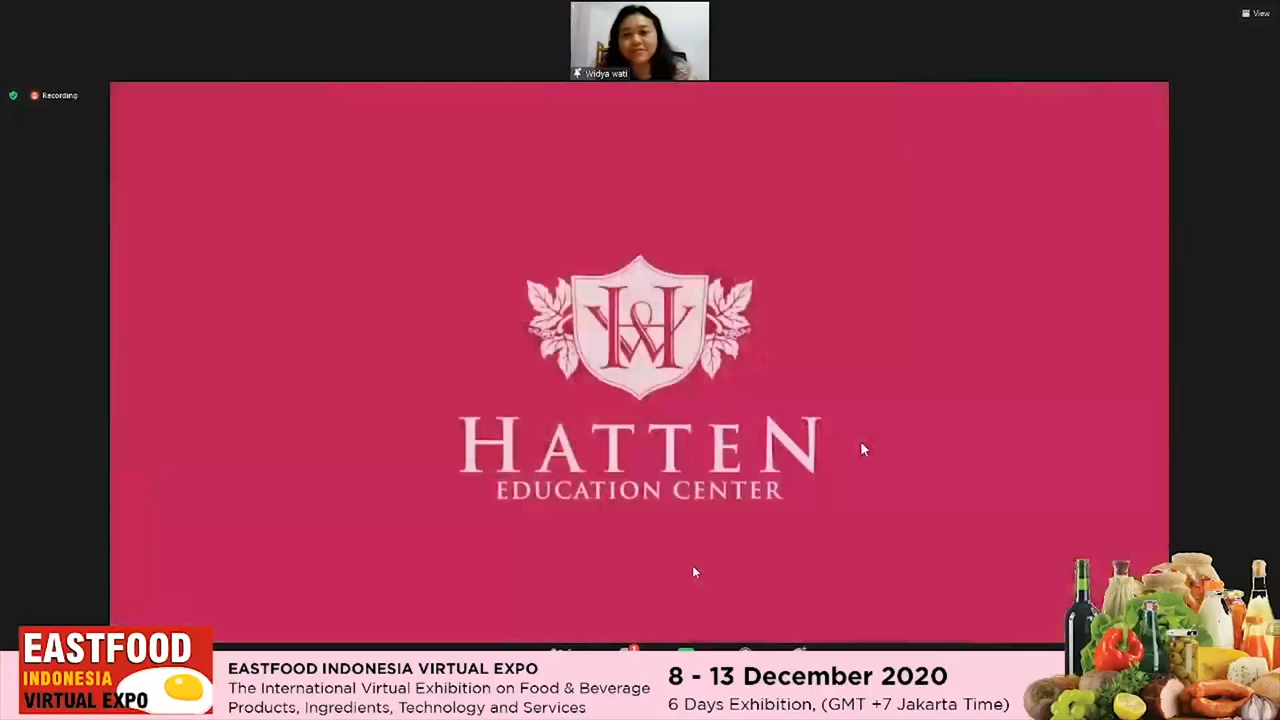 View
Widya wati
Recording
HW
HATTEN
EDUCATION CENTER
EASTFOOD
INDONESIA
VIRTUAL EXPO
EASTFOOD INDONESIA VIRTUAL EXPO
The International Virtual Exhibition on Food & Beverage
Products, Ingredients, Technology and Services
8 - 13 December 2020
6 Days Exhibition, (GMT +7 Jakarta Time)